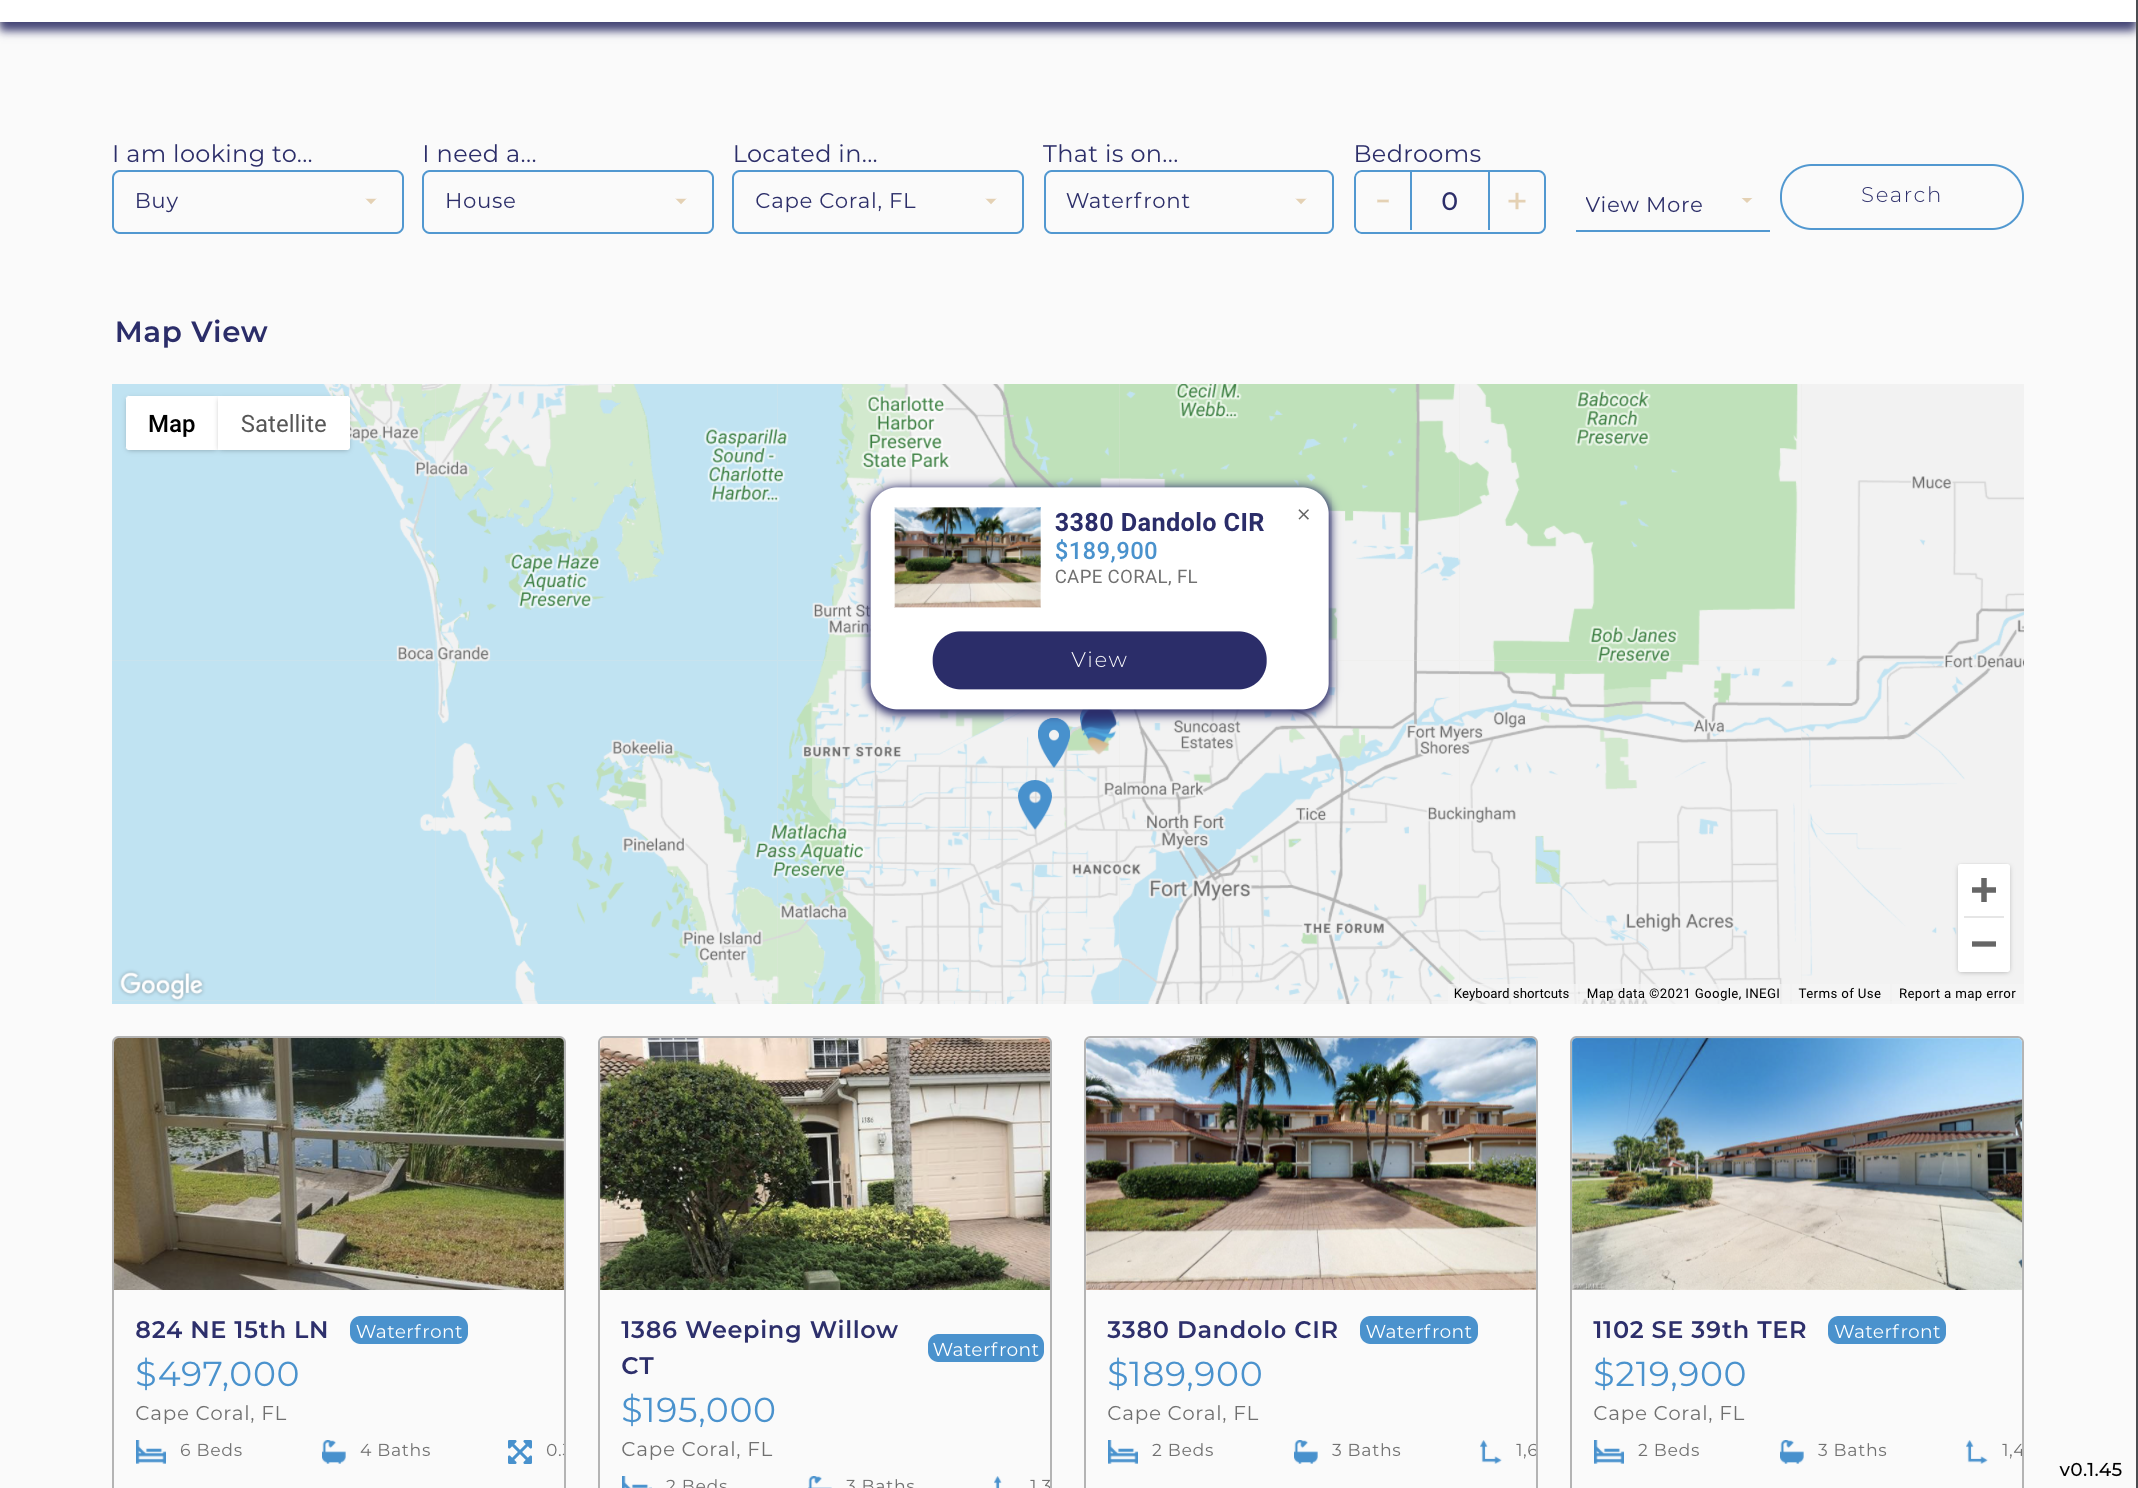 I am looking to...
I need a...
Located in...
That is on...
Bedrooms
Buy
House
Cape Coral, FL
Waterfront
− 0 +
View More
Search
Map View
Map
Satellite
Cape Haze
Placida
Gasparilla
Sound -
Charlotte
Harbor...
Charlotte
Harbor
Preserve
State Park
Cecil M.
Webb...
Babcock
Ranch
Preserve
Muce
3380 Dandolo CIR
×
$189,900
CAPE CORAL, FL
View
Cape Haze
Aquatic
Preserve
Burnt St
Marin
Boca Grande
Bob Janes
Preserve
Fort Denau
Bokeelia
BURNT STORE
Suncoast
Estates
Fort Myers
Shores
Olga
Alva
Palmona Park
North Fort
Myers
Tice
Buckingham
Pineland
Matlacha
Pass Aquatic
Preserve
HANCOCK
Fort Myers
Matlacha
Pine Island
Center
THE FORUM
Lehigh Acres
+
−
Google
Keyboard shortcuts
Map data ©2021 Google, INEGI
Terms of Use
Report a map error
824 NE 15th LN
Waterfront
$497,000
Cape Coral, FL
6 Beds
4 Baths
0.
1386 Weeping Willow
CT
Waterfront
$195,000
Cape Coral, FL
2 Beds
3 Baths
1,3
3380 Dandolo CIR
Waterfront
$189,900
Cape Coral, FL
2 Beds
3 Baths
1,6
1102 SE 39th TER
Waterfront
$219,900
Cape Coral, FL
2 Beds
3 Baths
1,4
v0.1.45